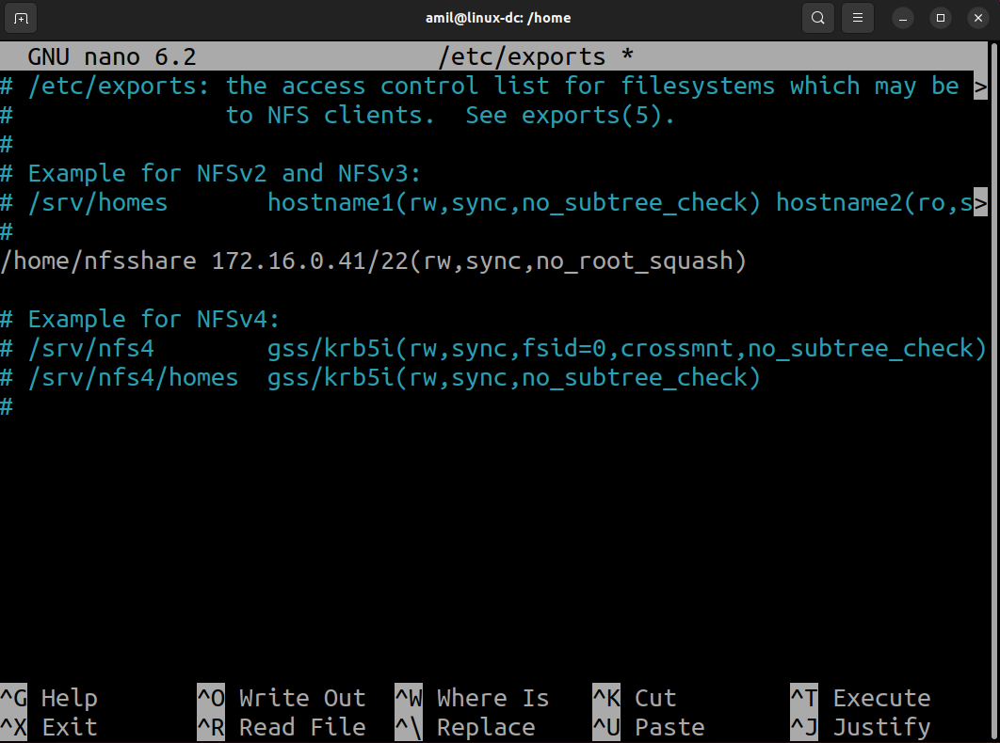 amil@linux-dc: /home
GNU nano 6.2 /etc/exports *
# /etc/exports: the access control list for filesystems which may be >
# to NFS clients.  See exports(5).
#
# Example for NFSv2 and NFSv3:
# /srv/homes       hostname1(rw,sync,no_subtree_check) hostname2(ro,s>
#
/home/nfsshare 172.16.0.41/22(rw,sync,no_root_squash)
# Example for NFSv4:
# /srv/nfs4        gss/krb5i(rw,sync,fsid=0,crossmnt,no_subtree_check)
# /srv/nfs4/homes  gss/krb5i(rw,sync,no_subtree_check)
#
^G Help ^O Write Out ^W Where Is ^K Cut ^T Execute
^X Exit ^R Read File ^\ Replace ^U Paste ^J Justify